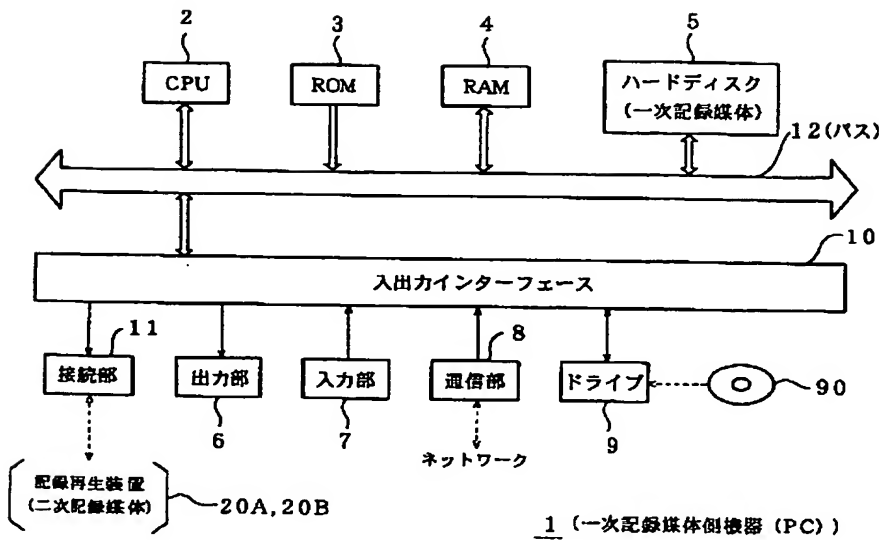 2
3
4
5
CPU
ROM
RAM
ハードディスク
(一次記録媒体)
12(バス)
10
入出力インターフェース
11
8
接続部
出力部
入力部
通信部
ドライブ
90
6
7
9
ネットワーク
記録再生装置
(二次記録媒体)
20A,20B
1 (一次記録媒体側機器(PC))